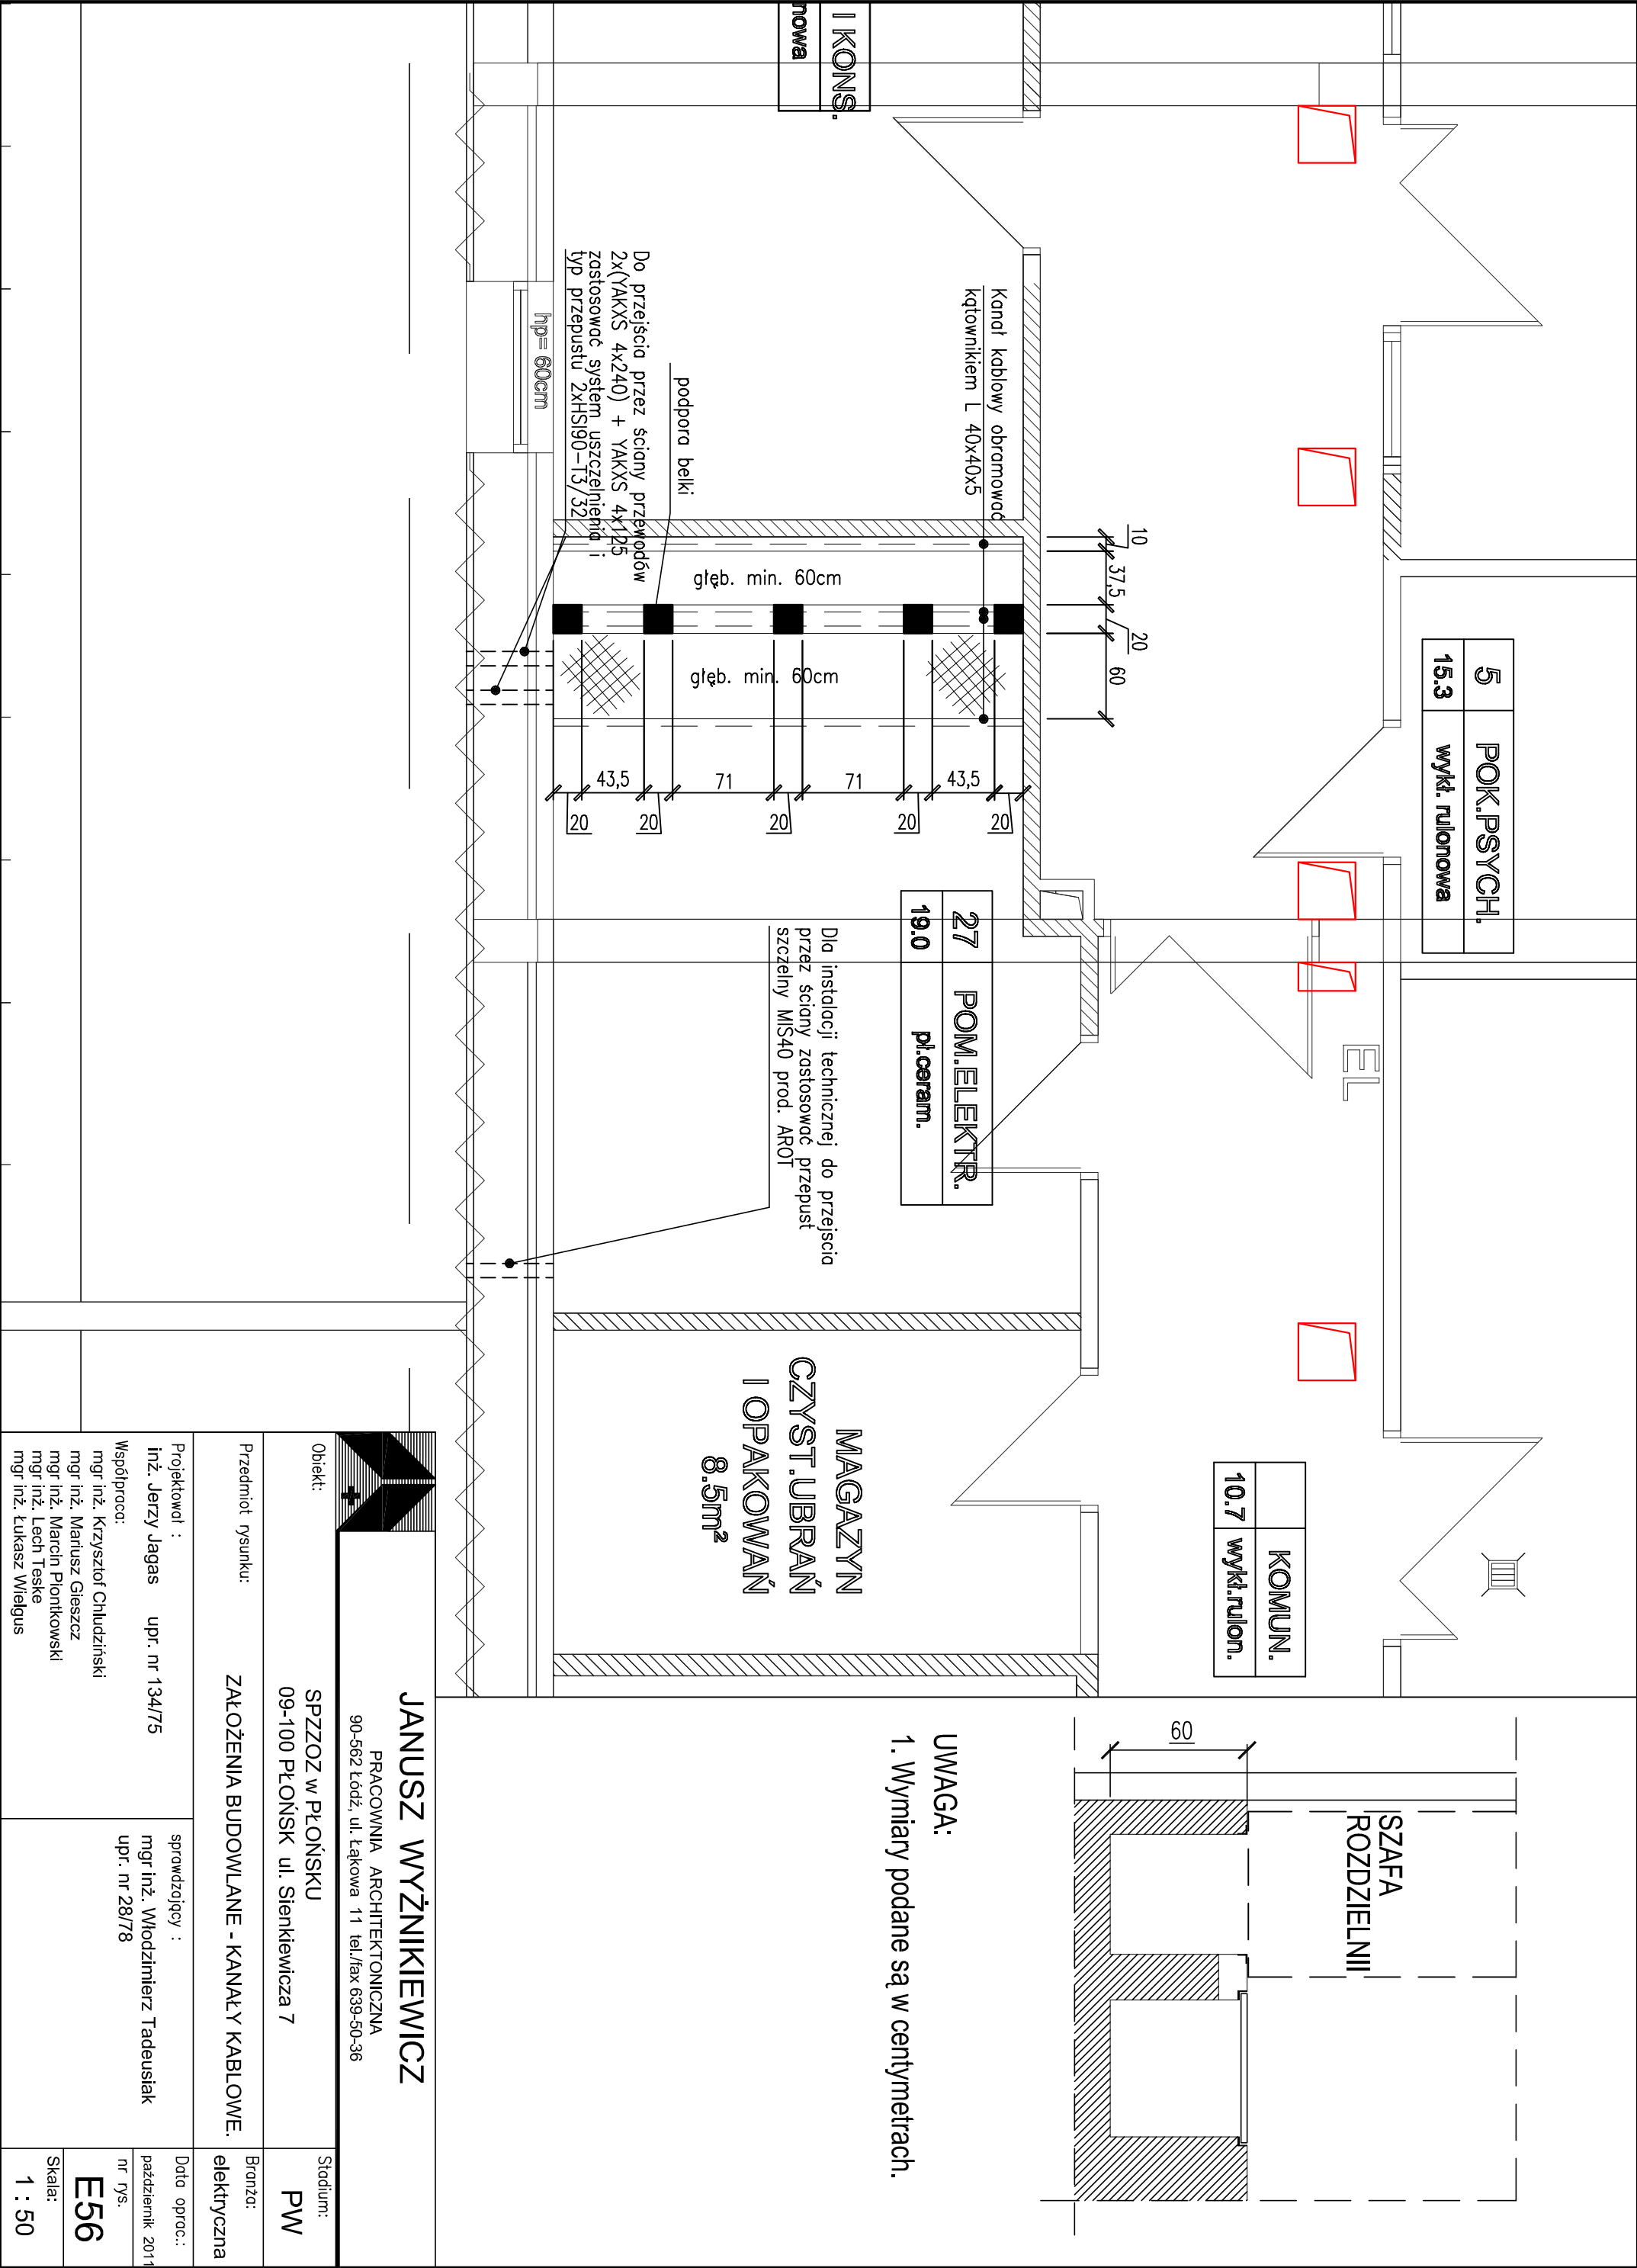 I KONS.
nowa
5 POK.PSYCH.
15.3 wykł. rulonowa
Kanał kablowy obramować
kątownikiem L 40x40x5
podpora belki
Do przejścia przez ściany przewodów
2x(YAKXS 4x240) + YAKXS 4x125
zastosować system uszczelnienia i
typ przepustu 2xHSI90-T3/32
hp= 60cm
10
37,5
20
60
głęb. min. 60cm
głęb. min. 60cm
20
43,5
20
71
20
71
20
43,5
20
27 POM.ELEKTR.
19.0 pł.ceram.
EL
Dla instalacji technicznej do przejscia
przez ściany zastosować przepust
szczelny MIS40 prod. AROT
MAGAZYN
CZYST.UBRAŃ
I OPAKOWAŃ
8.5m²
KOMUN.
10.7 wykł.rulon.
60
SZAFA
ROZDZIELNII
UWAGA:
1. Wymiary podane są w centymetrach.
JANUSZ WYŻNIKIEWICZ
PRACOWNIA ARCHITEKTONICZNA
90-562 Łódź, ul. Łąkowa 11 tel./fax 639-50-36
Obiekt:
SPZZOZ w PŁOŃSKU
09-100 PŁOŃSK ul. Sienkiewicza 7
Stadium:
PW
Przedmiot rysunku:
ZAŁOŻENIA BUDOWLANE - KANAŁY KABLOWE.
Branża:
elektryczna
Projektował :
inż. Jerzy Jagas upr. nr 134/75
Współpraca:
mgr inż. Krzysztof Chludziński
mgr inż. Mariusz Gieszcz
mgr inż. Marcin Piontkowski
mgr inż. Lech Teske
mgr inż. Łukasz Wielgus
sprawdzający :
mgr inż. Włodzimierz Tadeusiak
upr. nr 28/78
Data oprac.:
październik 2011
nr rys.
E56
Skala:
1 : 50